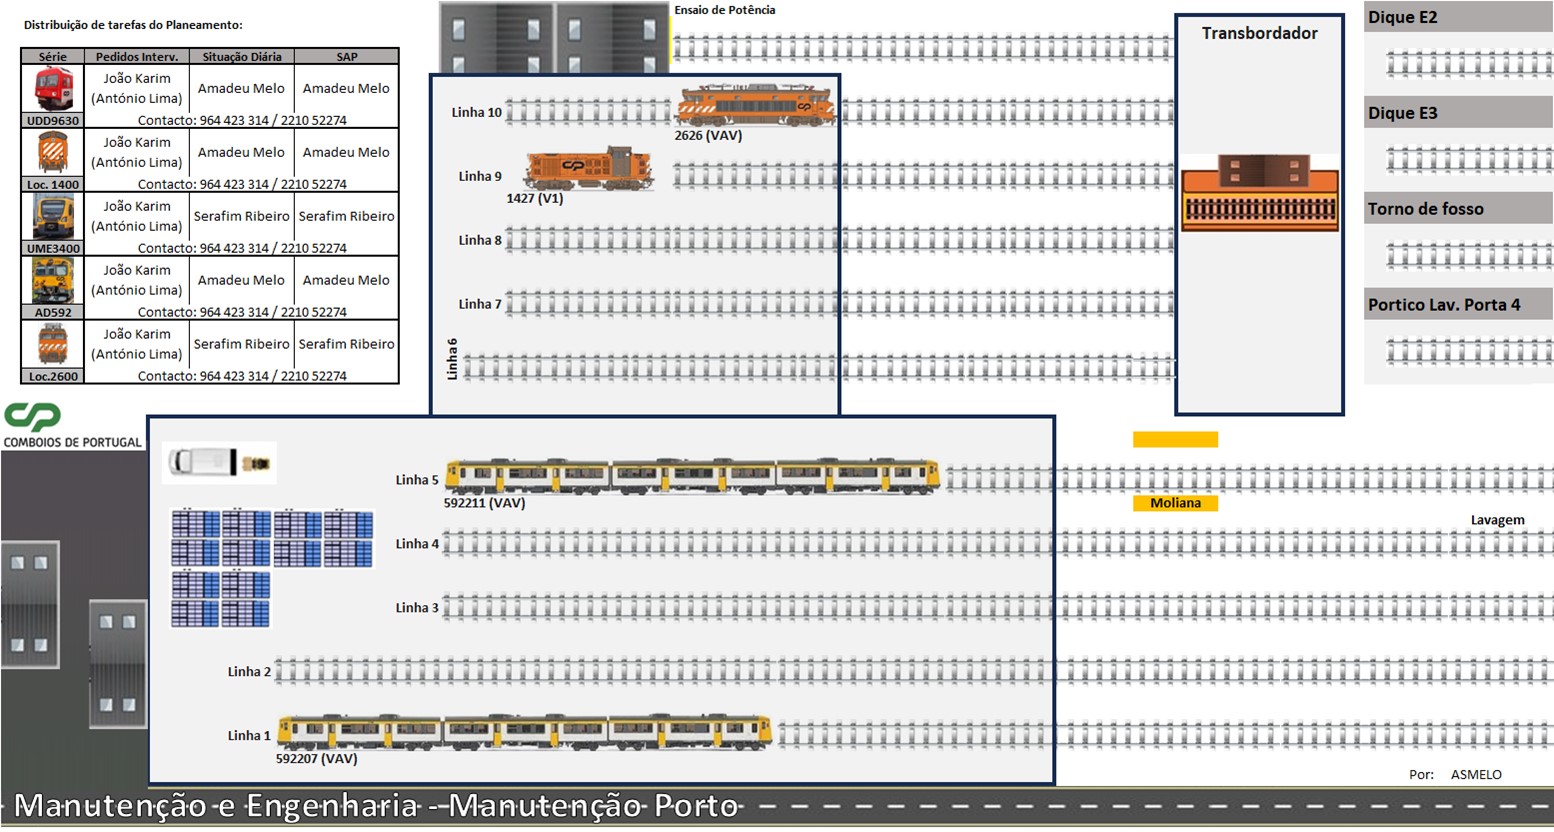 Distribuição de tarefas do Planeamento:
Série Pedidos Interv. Situação Diária SAP
João Karim
(António Lima) Amadeu Melo Amadeu Melo
UDD9630 Contacto: 964 423 314 / 2210 52274
João Karim
(António Lima) Amadeu Melo Amadeu Melo
Loc. 1400 Contacto: 964 423 314 / 2210 52274
João Karim
(António Lima) Serafim Ribeiro Serafim Ribeiro
UME3400 Contacto: 964 423 314 / 2210 52274
João Karim
(António Lima) Amadeu Melo Amadeu Melo
AD592 Contacto: 964 423 314 / 2210 52274
João Karim
(António Lima) Serafim Ribeiro Serafim Ribeiro
Loc.2600 Contacto: 964 423 314 / 2210 52274
CP
COMBOIOS DE PORTUGAL
Ensaio de Potência
Linha 10
2626 (VAV)
Linha 9
CP
1427 (V1)
Linha 8
Linha 7
Linha 6
Transbordador
Dique E2
Dique E3
Torno de fosso
Portico Lav. Porta 4
Linha 5
592211 (VAV)
Moliana
Lavagem
Linha 4
Linha 3
Linha 2
Linha 1
592207 (VAV)
Por: ASMELO
Manutenção e Engenharia - Manutenção Porto